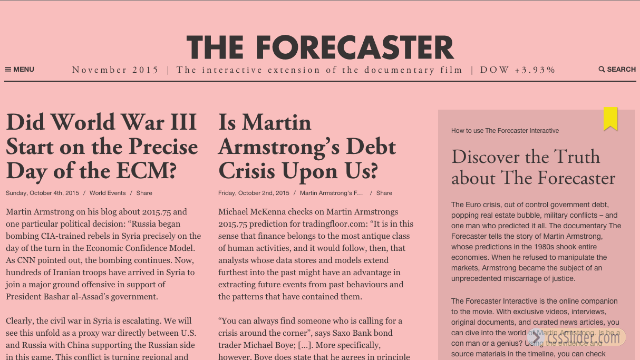 THE FORECASTER
MENU
November 2015 | The interactive extension of the documentary film | DOW +3,93%
SEARCH
Did World War III
Start on the Precise
Day of the ECM?
Sunday, October 4th, 2015 / World Events / Share
Martin Armstrong on his blog about 2015.75 and
one particular political decision: "Russia began
bombing CIA-trained rebels in Syria precisely on the
day of the turn in the Economic Confidence Model.
As CNN pointed out, the bombing continues. Now,
hundreds of Iranian troops have arrived in Syria to
join a major ground offensive in support of
President Bashar al-Assad's government.
Clearly, the civil war in Syria is escalating. We will
see this unfold as a proxy war directly between U.S.
and Russia with China supporting the Russian side
in this case. This conflict is turning regional and
Is Martin
Armstrong's Debt
Crisis Upon Us?
Friday, October 2nd, 2015 / Martin Armstrong's F... / Share
Michael McKenna checks on Martin Armstrongs
2015.75 prediction for tradingfloor.com: "It is in this
sense that finance belongs to the most antique class
of human activities, and it would follow, then, that
analysts whose data stores and models extend
furthest into the past might have an advantage in
extracting future events from past behaviours and
the patterns that have contained them.
"You can always find someone who is calling for a
crisis around the corner", says Saxo Bank bond
trader Michael Boye; [...]. More specifically,
however, Boye does state that he agrees in principle
How to use The Forecaster Interactive
Discover the Truth
about The Forecaster
The Euro crisis, out of control government debt,
popping real estate bubble, military conflicts – and
one man who predicted it all. The documentary The
Forecaster tells the story of Martin Armstrong,
whose predictions in the 1980s shook entire
economies. When he refused to manipulate the
markets, Armstrong became the subject of an
unprecedented miscarriage of justice.
The Forecaster Interactive is the online companion
to the movie. With exclusive videos, interviews,
original documents, and curated news articles, you
can dive into the world of Martin Armstrong. Is he a
con man or a genius? Using the
source materials in the timeline, you can
cssslider.com